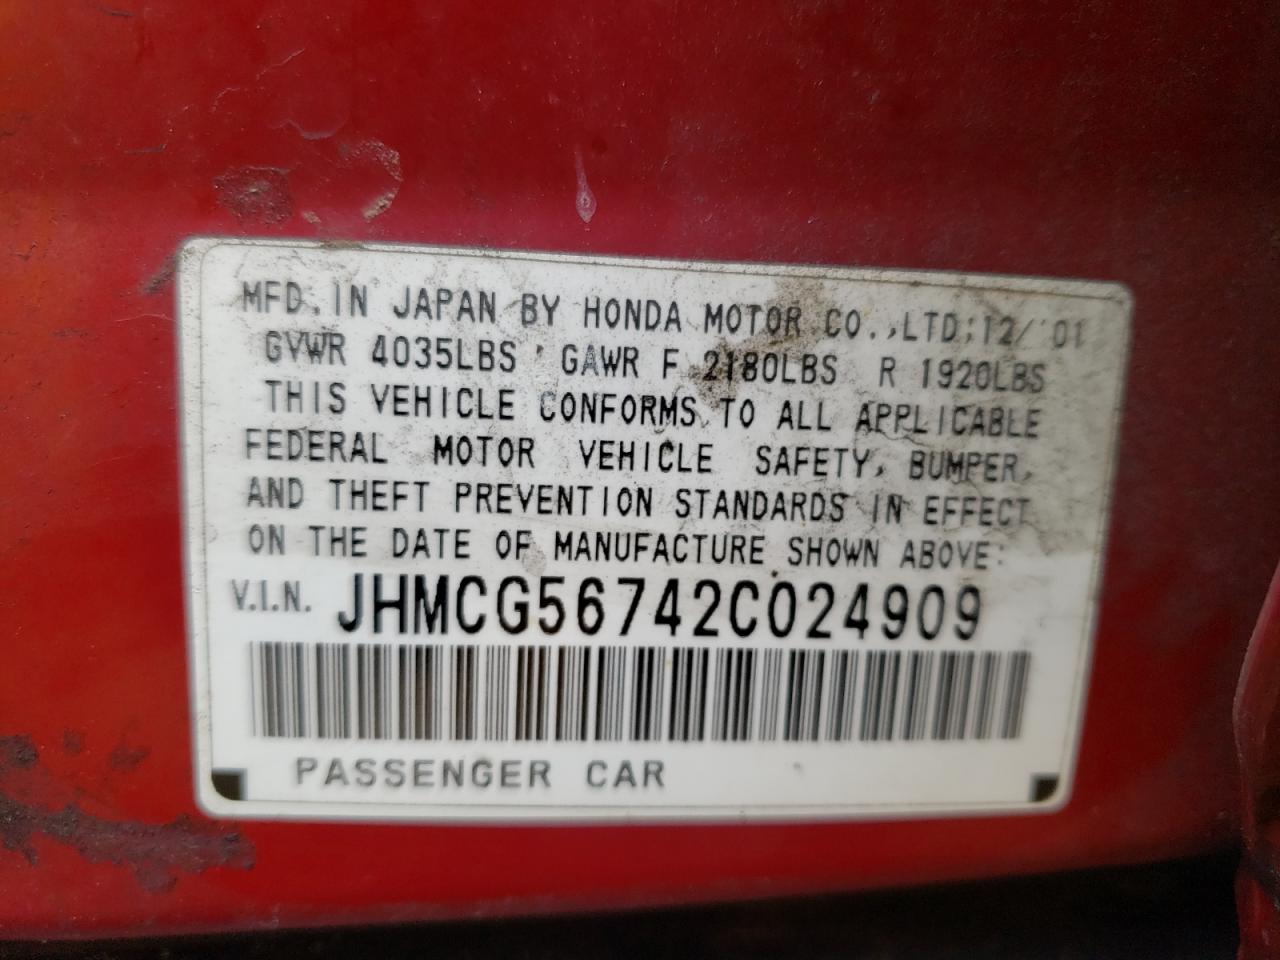 MFD. IN JAPAN BY HONDA MOTOR CO.,LTD;12/'01
GVWR 4035LBS GAWR F 2180LBS R 1920LBS
THIS VEHICLE CONFORMS TO ALL APPLICABLE
FEDERAL MOTOR VEHICLE SAFETY, BUMPER,
AND THEFT PREVENTION STANDARDS IN EFFECT
ON THE DATE OF MANUFACTURE SHOWN ABOVE:
V.I.N. JHMCG56742C024909
PASSENGER CAR